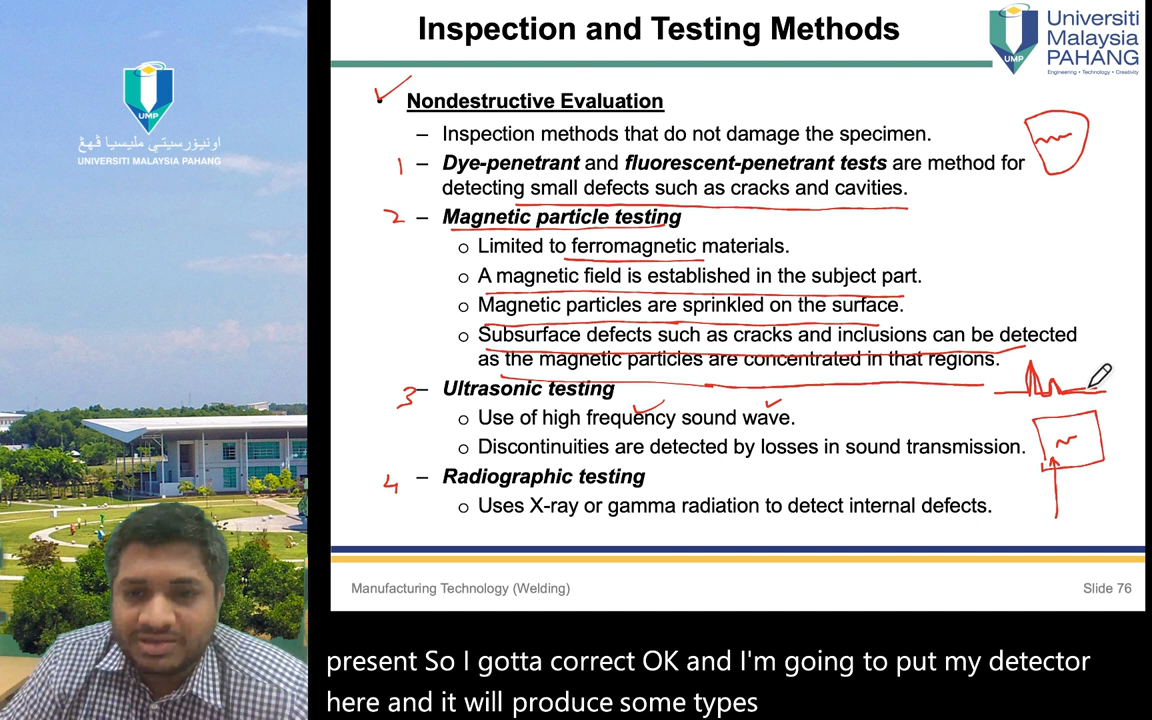 Inspection and Testing Methods
Universiti
Malaysia
PAHANG
Engineering • Technology • Creativity
UMP
UMP
اونيۏرسيتي مليسيا ڤهڠ
UNIVERSITI MALAYSIA PAHANG
• Nondestructive Evaluation
– Inspection methods that do not damage the specimen.
1 – Dye-penetrant and fluorescent-penetrant tests are method for
detecting small defects such as cracks and cavities.
2 – Magnetic particle testing
o Limited to ferromagnetic materials.
o A magnetic field is established in the subject part.
o Magnetic particles are sprinkled on the surface.
o Subsurface defects such as cracks and inclusions can be detected
as the magnetic particles are concentrated in that regions.
3 – Ultrasonic testing
o Use of high frequency sound wave.
o Discontinuities are detected by losses in sound transmission.
4 – Radiographic testing
o Uses X-ray or gamma radiation to detect internal defects.
Manufacturing Technology (Welding)
Slide 76
present So I gotta correct OK and I'm going to put my detector
here and it will produce some types